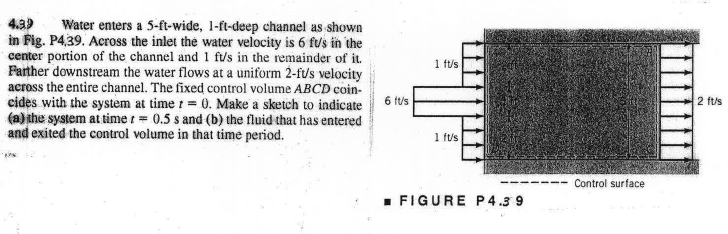 4.39 Water enters a 5-ft-wide, 1-ft-deep channel as shown
in Fig. P4.39. Across the inlet the water velocity is 6 ft/s in the
center portion of the channel and 1 ft/s in the remainder of it.
Farther downstream the water flows at a uniform 2-ft/s velocity
across the entire channel. The fixed control volume ABCD coin-
cides with the system at time t = 0. Make a sketch to indicate
(a) the system at time t = 0.5 s and (b) the fluid that has entered
and exited the control volume in that time period.
1 ft/s
6 ft/s
2 ft/s
1 ft/s
Control surface
■ FIGURE P4.39